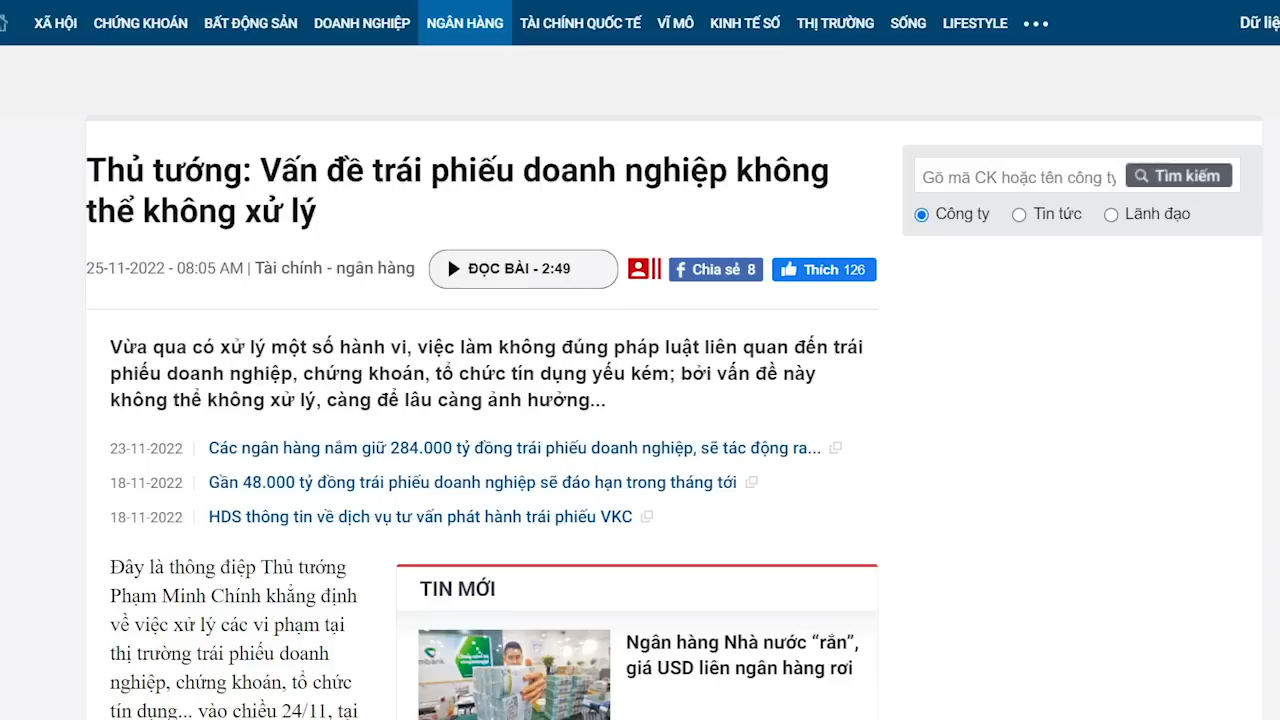 XÃ HỘI CHỨNG KHOÁN BẤT ĐỘNG SẢN DOANH NGHIỆP NGÂN HÀNG TÀI CHÍNH QUỐC TẾ VĨ MÔ KINH TẾ SỐ THỊ TRƯỜNG SỐNG LIFESTYLE •••
Thủ tướng: Vấn đề trái phiếu doanh nghiệp không
thể không xử lý
25-11-2022 - 08:05 AM | Tài chính - ngân hàng
ĐỌC BÀI - 2:49
Chia sẻ 8
Thích 126
Gõ mã CK hoặc tên công ty
Tìm kiếm
Công ty Tin tức Lãnh đạo
Vừa qua có xử lý một số hành vi, việc làm không đúng pháp luật liên quan đến trái
phiếu doanh nghiệp, chứng khoán, tổ chức tín dụng yếu kém; bởi vấn đề này
không thể không xử lý, càng để lâu càng ảnh hưởng...
23-11-2022 Các ngân hàng nắm giữ 284.000 tỷ đồng trái phiếu doanh nghiệp, sẽ tác động ra...
18-11-2022 Gần 48.000 tỷ đồng trái phiếu doanh nghiệp sẽ đáo hạn trong tháng tới
18-11-2022 HDS thông tin về dịch vụ tư vấn phát hành trái phiếu VKC
Đây là thông điệp Thủ tướng
Phạm Minh Chính khẳng định
về việc xử lý các vi phạm tại
thị trường trái phiếu doanh
nghiệp, chứng khoán, tổ chức
tín dụng... vào chiều 24/11, tại
TIN MỚI
Ngân hàng Nhà nước “rắn”,
giá USD liên ngân hàng rơi